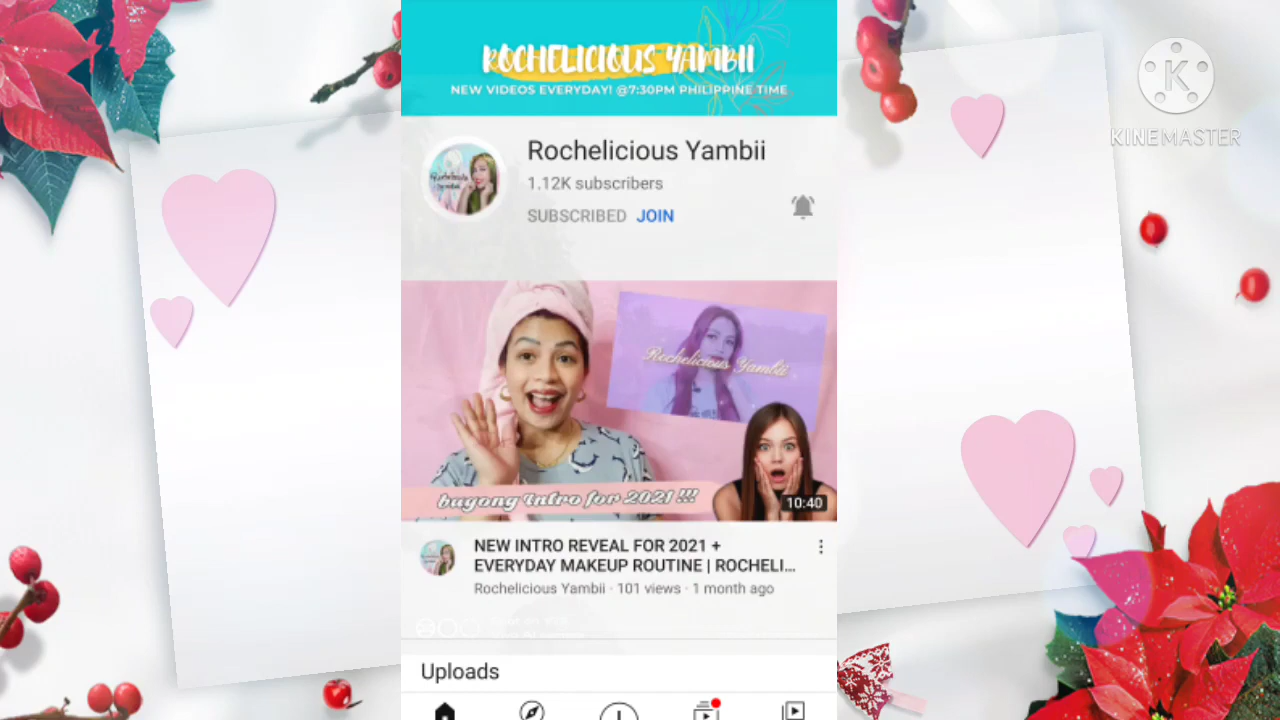 ROCHELICIOUS YAMBII
NEW VIDEOS EVERYDAY! @7:30PM PHILIPPINE TIME
KINEMASTER
Rochelicious Yambii
1.12K subscribers
SUBSCRIBED JOIN
Rochelicious Yambii
bagong Intro for 2021 !!!
10:40
NEW INTRO REVEAL FOR 2021 +
EVERYDAY MAKEUP ROUTINE | ROCHELI...
Rochelicious Yambii · 101 views · 1 month ago
Uploads